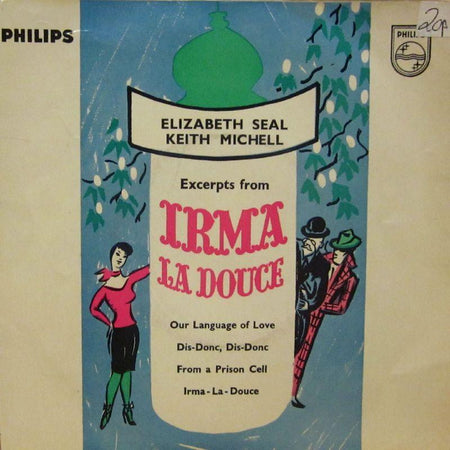 PHILIPS
20p
PHILIPS
ELIZABETH SEAL
KEITH MICHELL
Excerpts from
IRMA
LA DOUCE
Our Language of Love
Dis-Donc, Dis-Donc
From a Prison Cell
Irma-La-Douce